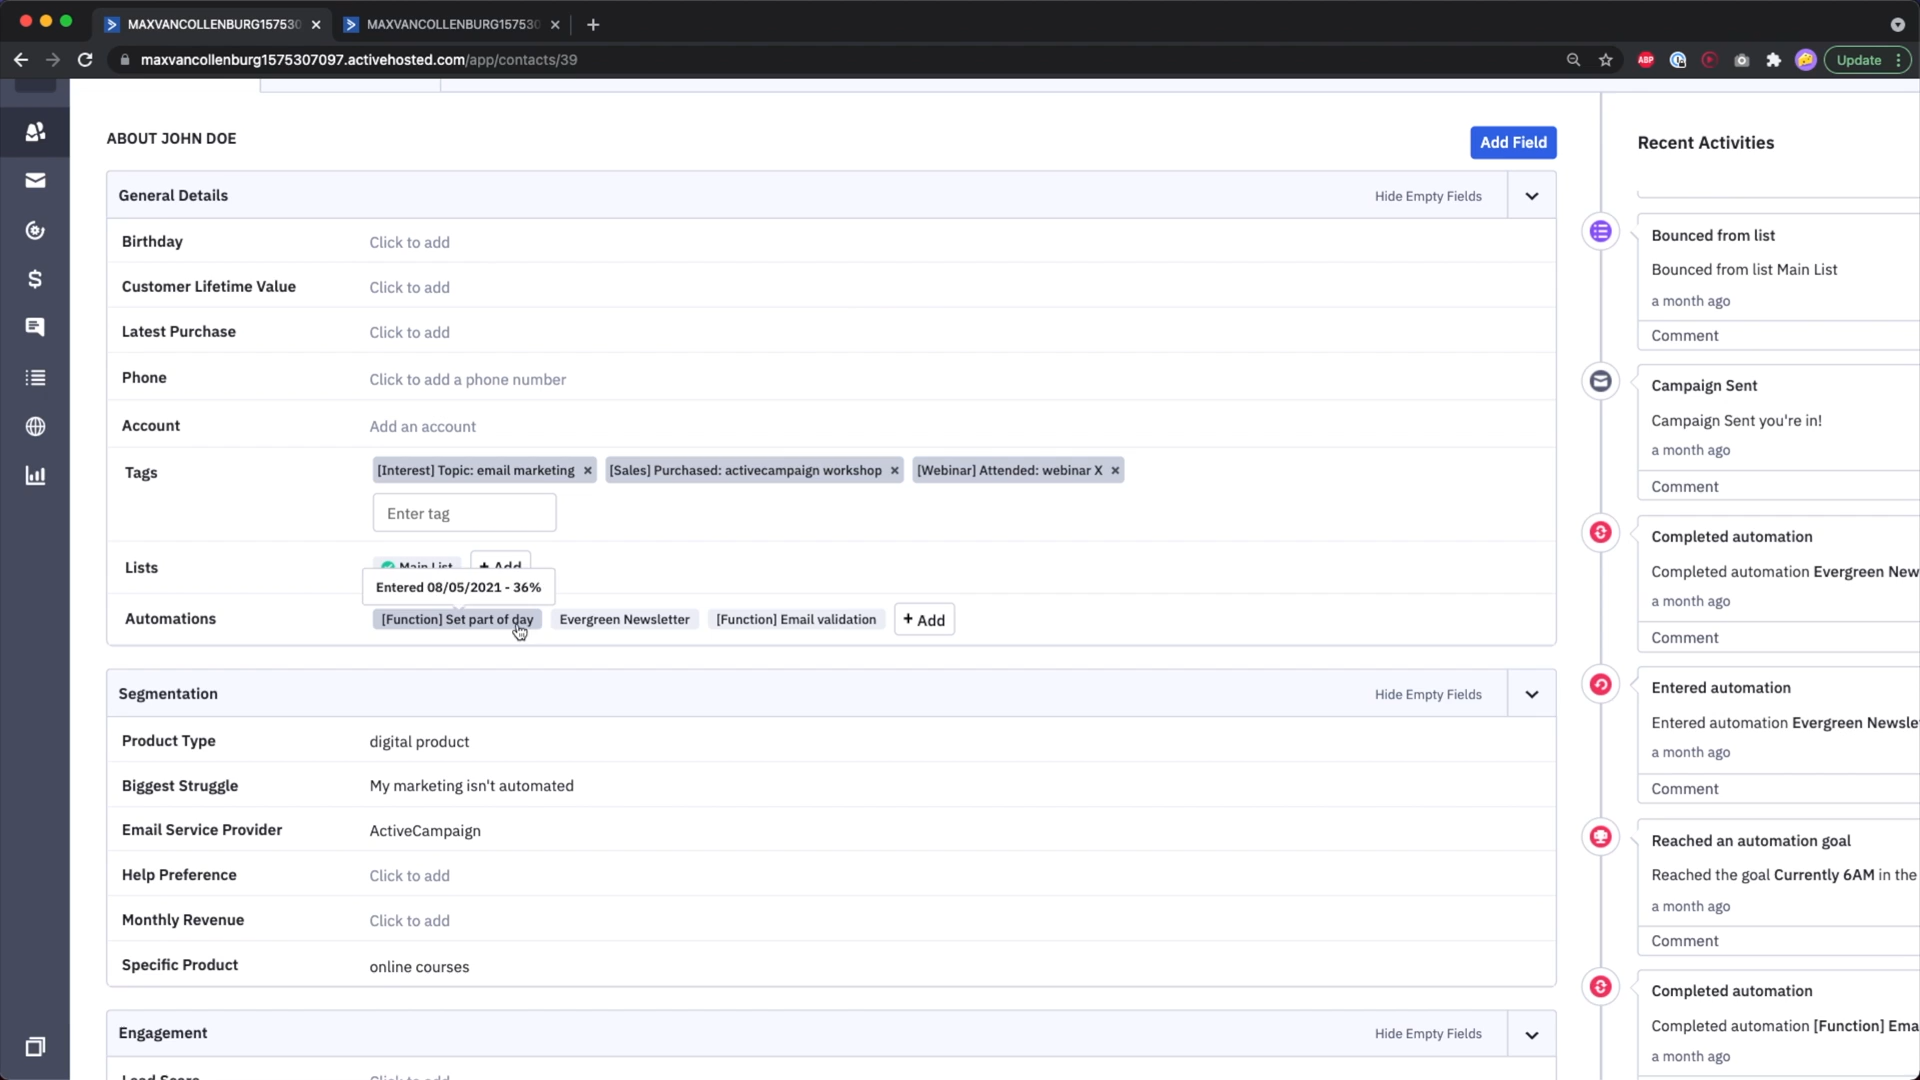 MAXVANCOLLENBURG157530
MAXVANCOLLENBURG157530
maxvancollenburg1575307097.activehosted.com/app/contacts/39
ABP
Update
ABOUT JOHN DOE
Add Field
General Details
Hide Empty Fields
Birthday
Click to add
Customer Lifetime Value
Click to add
Latest Purchase
Click to add
Phone
Click to add a phone number
Account
Add an account
Tags
[Interest] Topic: email marketing ×
[Sales] Purchased: activecampaign workshop ×
[Webinar] Attended: webinar X ×
Enter tag
Lists
Main List
+ Add
Entered 08/05/2021 - 36%
Automations
[Function] Set part of day
Evergreen Newsletter
[Function] Email validation
+ Add
Segmentation
Hide Empty Fields
Product Type
digital product
Biggest Struggle
My marketing isn't automated
Email Service Provider
ActiveCampaign
Help Preference
Click to add
Monthly Revenue
Click to add
Specific Product
online courses
Engagement
Hide Empty Fields
Lead Score
Click to add
Recent Activities
Bounced from list
Bounced from list Main List
a month ago
Comment
Campaign Sent
Campaign Sent you're in!
a month ago
Comment
Completed automation
Completed automation Evergreen New
a month ago
Comment
Entered automation
Entered automation Evergreen Newsle
a month ago
Comment
Reached an automation goal
Reached the goal Currently 6AM in the
a month ago
Comment
Completed automation
Completed automation [Function] Ema
a month ago